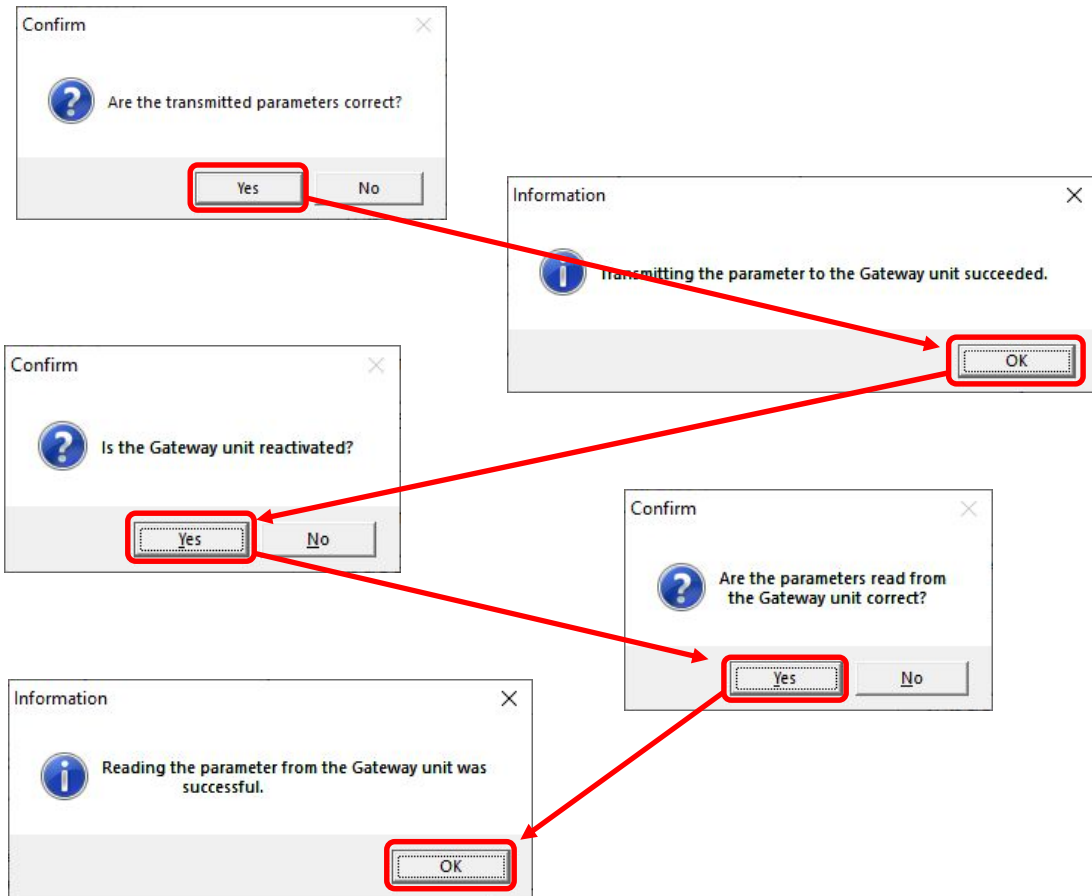 Confirm
Are the transmitted parameters correct?
Yes No
Information
Transmitting the parameter to the Gateway unit succeeded.
OK
Confirm
Is the Gateway unit reactivated?
Yes No
Confirm
Are the parameters read from
the Gateway unit correct?
Yes No
Information
Reading the parameter from the Gateway unit was
successful.
OK